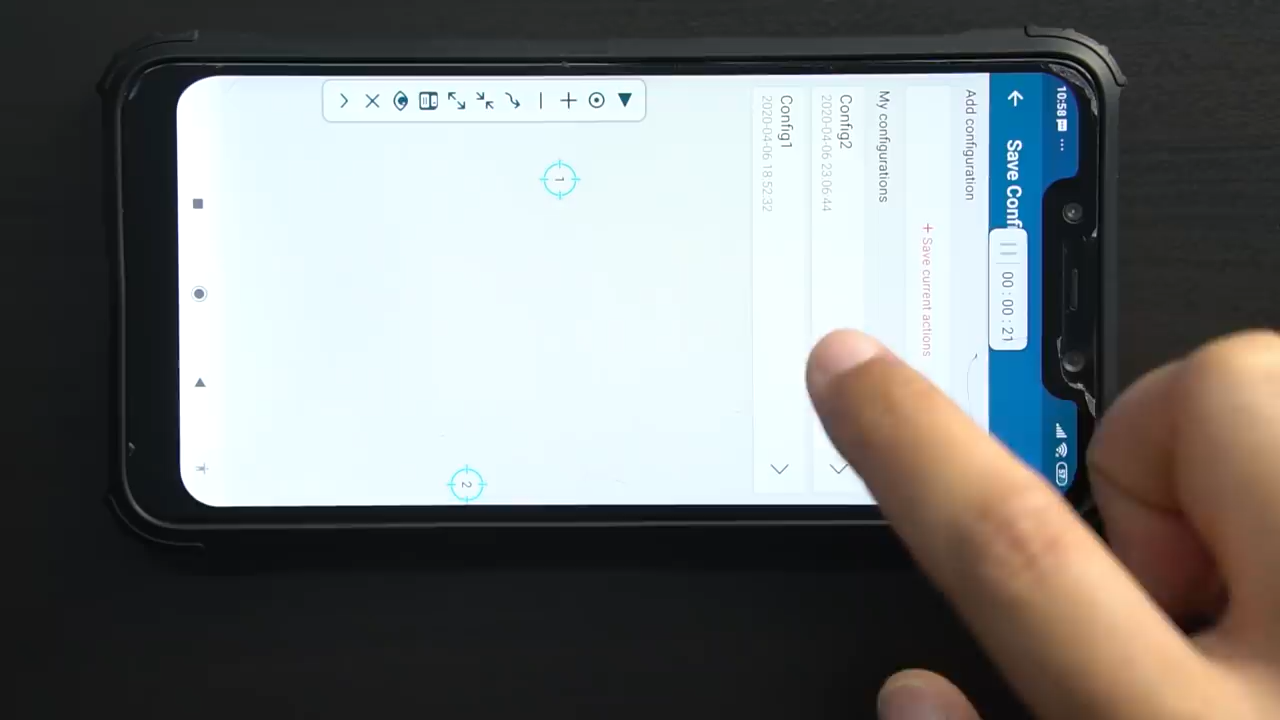 10:58
Save Conf
00:00:21
57
Add configuration
+ Save current actions
My configurations
Config2
2020-04-06 23:06:44
Config1
2020-04-06 18:52:32
1
2